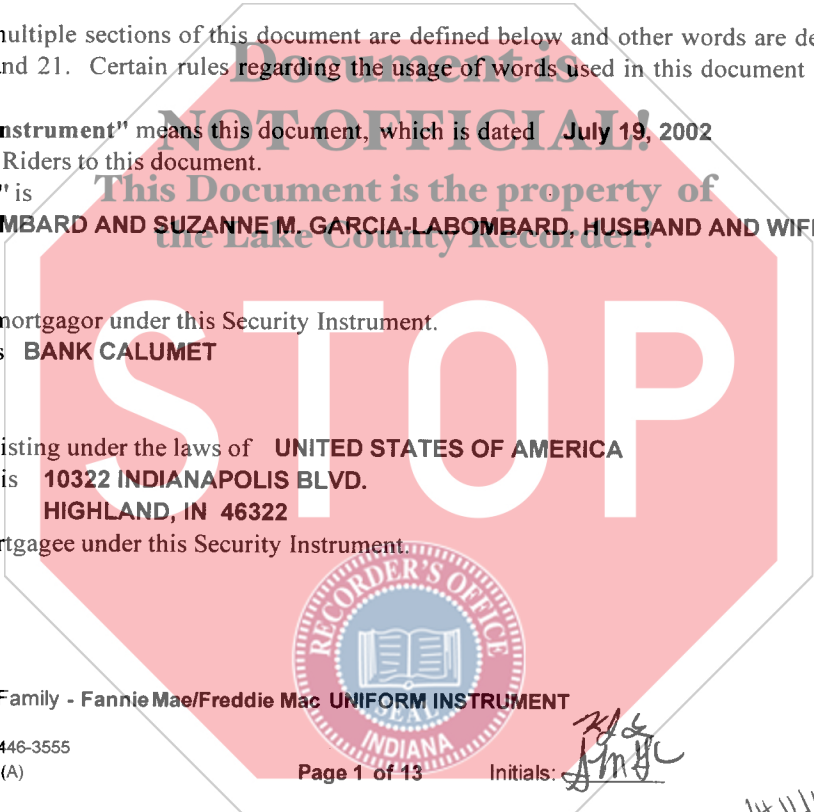 ultiple sections of this document are defined below and other words are de
nd 21. Certain rules regarding the usage of words used in this document
Document is
NOT OFFICIAL!
This Document is the property of
the Lake County Recorder!
nstrument" means this document, which is dated July 19, 2002
Riders to this document.
" is
MBARD AND SUZANNE M. GARCIA-LABOMBARD, HUSBAND AND WIFE
mortgagor under this Security Instrument.
s BANK CALUMET
STOP
isting under the laws of UNITED STATES OF AMERICA
is 10322 INDIANAPOLIS BLVD.
HIGHLAND, IN 46322
rtgagee under this Security Instrument.
RECORDER'S OFFICE
SEAL
INDIANA
Family - Fannie Mae/Freddie Mac UNIFORM INSTRUMENT
446-3555
(A)
Page 1 of 13 Initials: